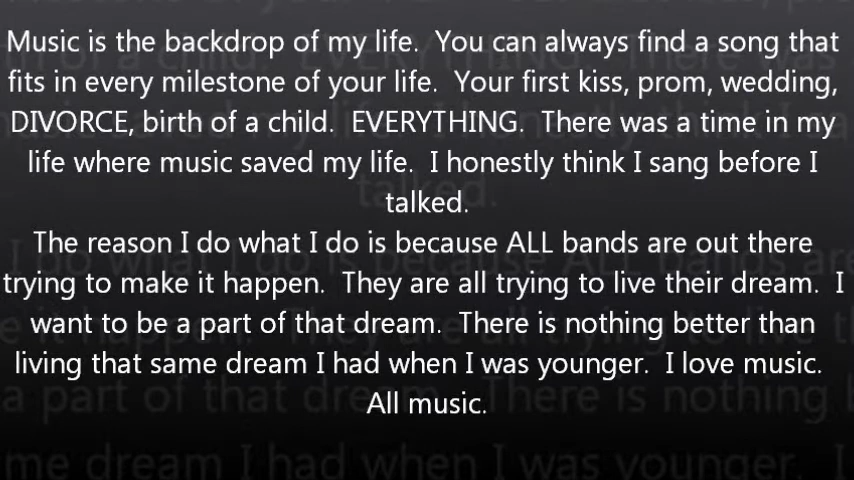 Music is the backdrop of my life.  You can always find a song that
fits in every milestone of your life.  Your first kiss, prom, wedding,
DIVORCE, birth of a child.  EVERYTHING.  There was a time in my
life where music saved my life.  I honestly think I sang before I
talked.
The reason I do what I do is because ALL bands are out there
trying to make it happen.  They are all trying to live their dream.  I
want to be a part of that dream.  There is nothing better than
living that same dream I had when I was younger.  I love music.
All music.